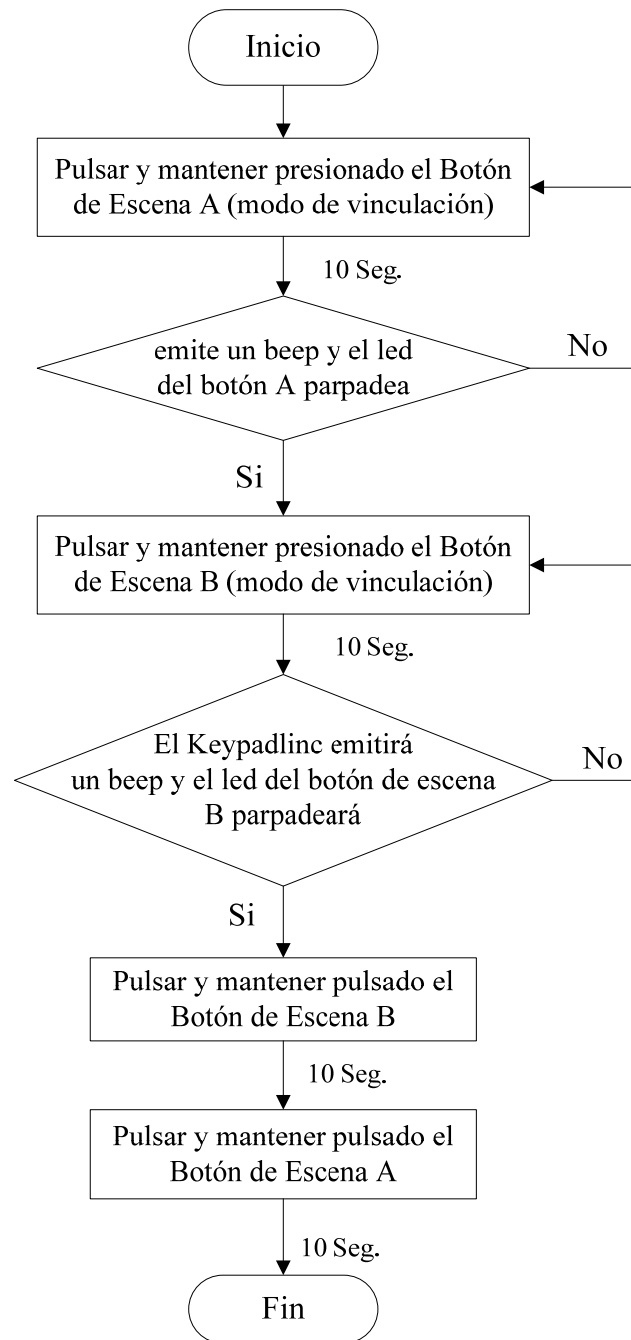 Inicio
Pulsar y mantener presionado el Botón
de Escena A (modo de vinculación)
10 Seg.
emite un beep y el led
del botón A parpadea
No
Si
Pulsar y mantener presionado el Botón
de Escena B (modo de vinculación)
10 Seg.
El Keypadlinc emitirá
un beep y el led del botón de escena
B parpadeará
No
Si
Pulsar y mantener pulsado el
Botón de Escena B
10 Seg.
Pulsar y mantener pulsado el
Botón de Escena A
10 Seg.
Fin